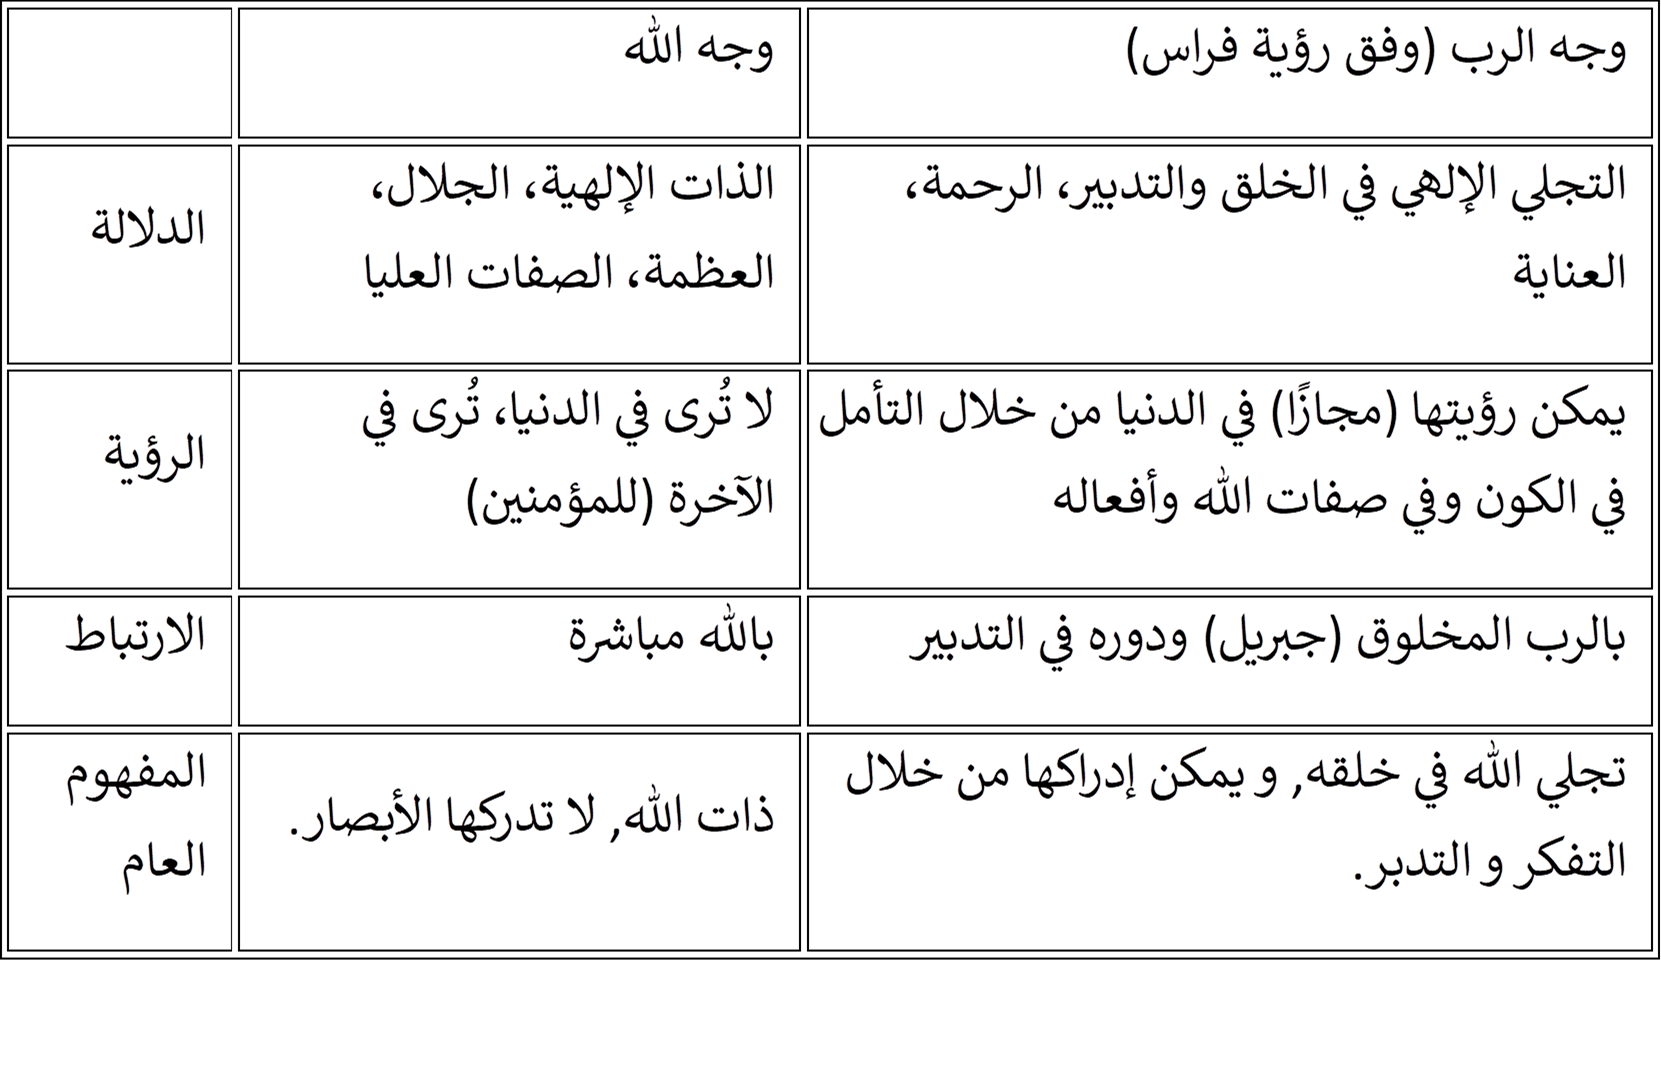 وجه الرب (وفق رؤية فراس)
وجه الله
التجلي الإلهي في الخلق والتدبير، الرحمة،
العناية
الذات الإلهية، الجلال،
العظمة، الصفات العليا
الدلالة
يمكن رؤيتها (مجازًا) في الدنيا من خلال التأمل
في الكون وفي صفات الله وأفعاله
لا تُرى في الدنيا، تُرى في
الآخرة (للمؤمنين)
الرؤية
بالرب المخلوق (جبريل) ودوره في التدبير
بالله مباشرة
الارتباط
تجلي الله في خلقه, و يمكن إدراكها من خلال
التفكر و التدبر.
ذات الله, لا تدركها الأبصار.
المفهوم
العام